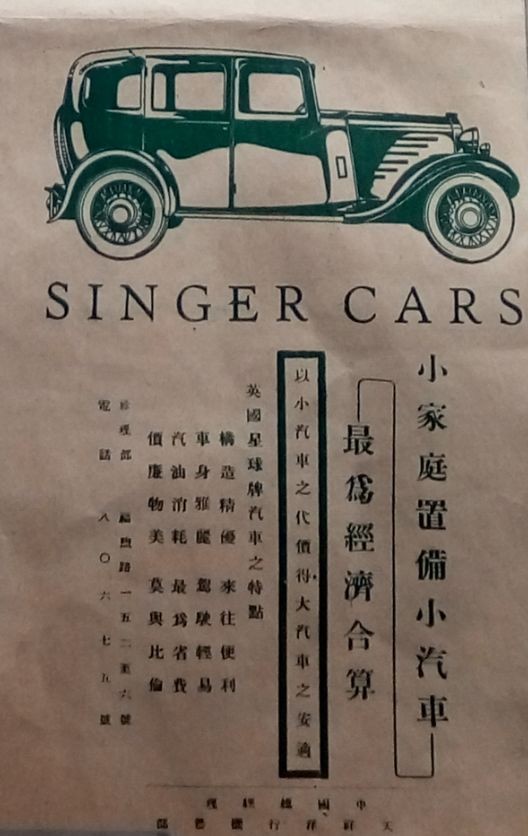 SINGER CARS
小家庭置備小汽車
最爲經濟合算
以小汽車之代價得大汽車之安適
英國星球牌汽車之特點
構造精優 來往便利
車身雅麗 駕駛輕易
汽油消耗 最爲省費
價廉物美 莫與比倫
修理部 福煦路一五二至六號
電話 八〇六七五號
中國總經理
天祥洋行機器部